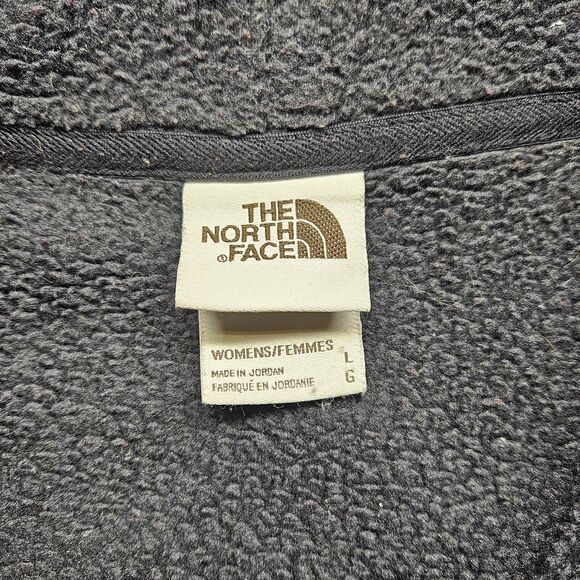 THE
NORTH
® FACE
WOMENS/FEMMES L
MADE IN JORDAN
FABRIQUÉ EN JORDANIE G